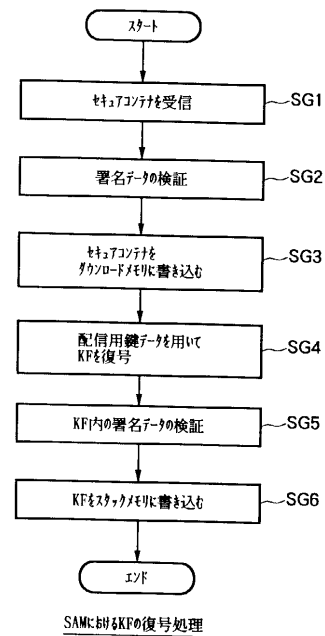 スタート
セキュアコンテナを受信
SG1
署名データの検証
SG2
セキュアコンテナを
ダウンロードメモリに書き込む
SG3
配信用鍵データを用いて
KFを復号
SG4
KF内の署名データの検証
SG5
KFをスタックメモリに書き込む
SG6
エンド
SAMにおけるKFの復号処理